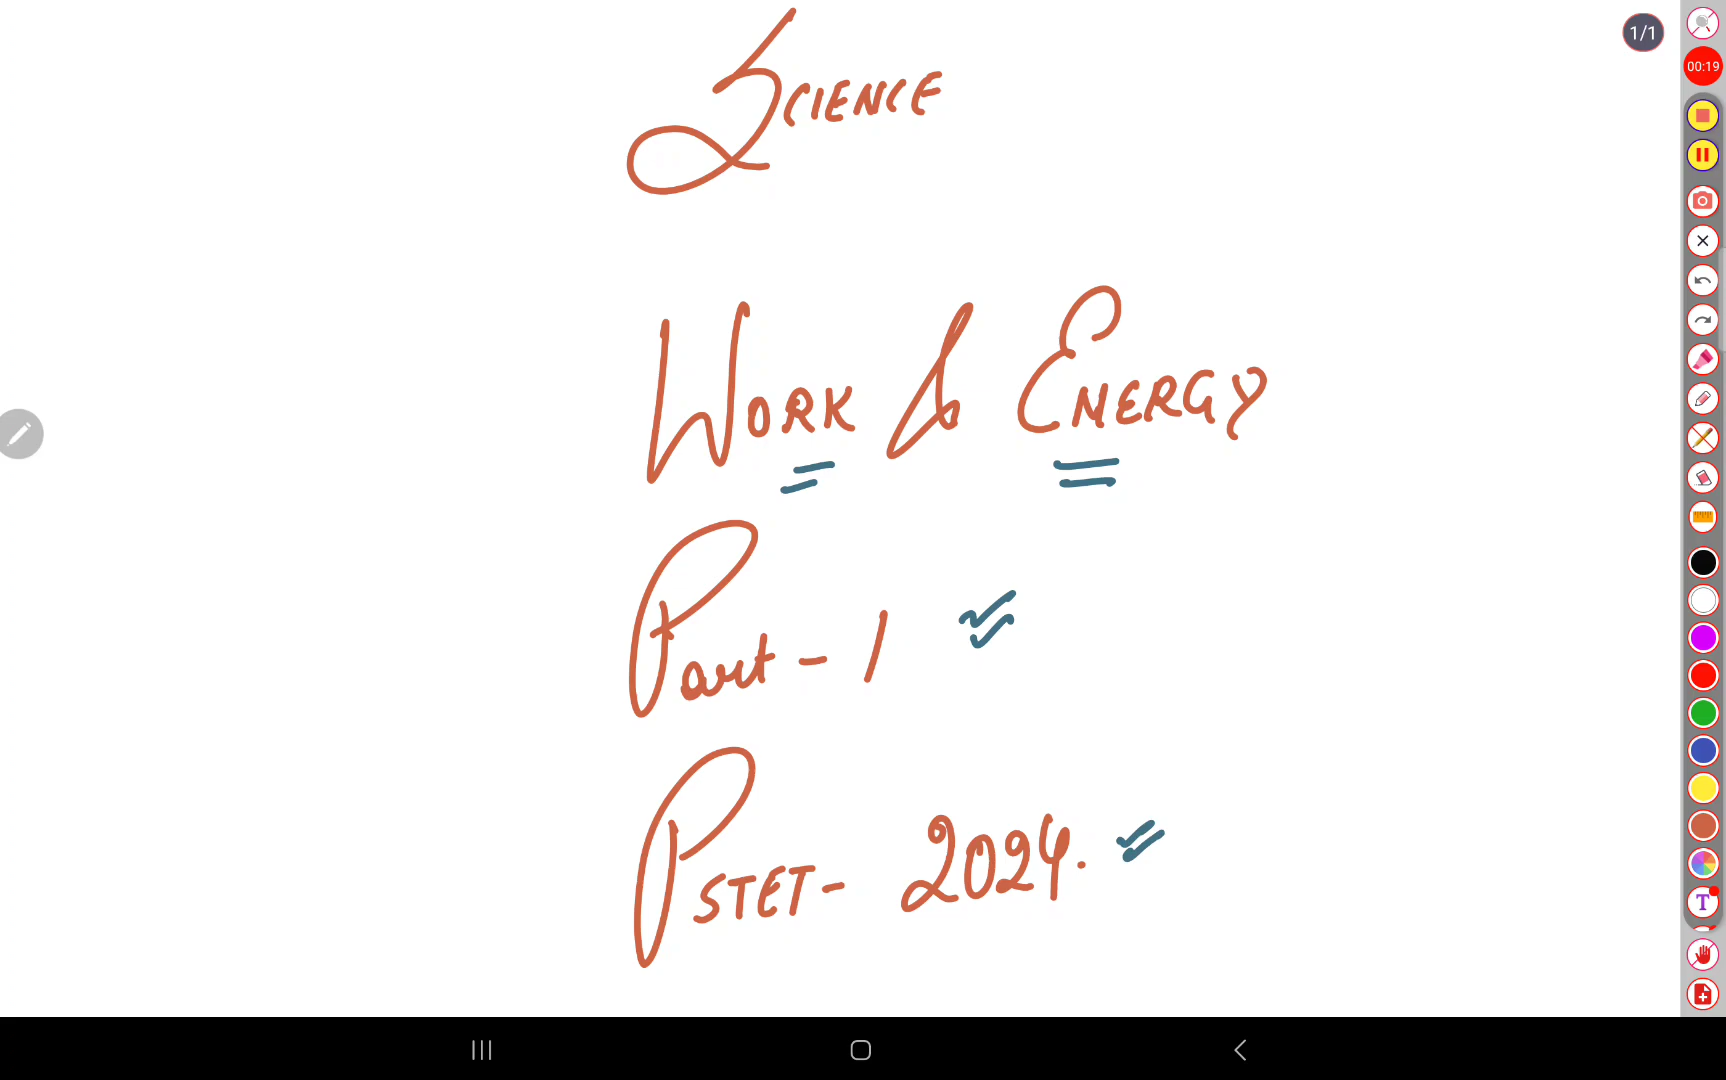 SCIENCE
1/1
00:19
WORK & ENERGY
Part - 1
PSTET - 2024.
T